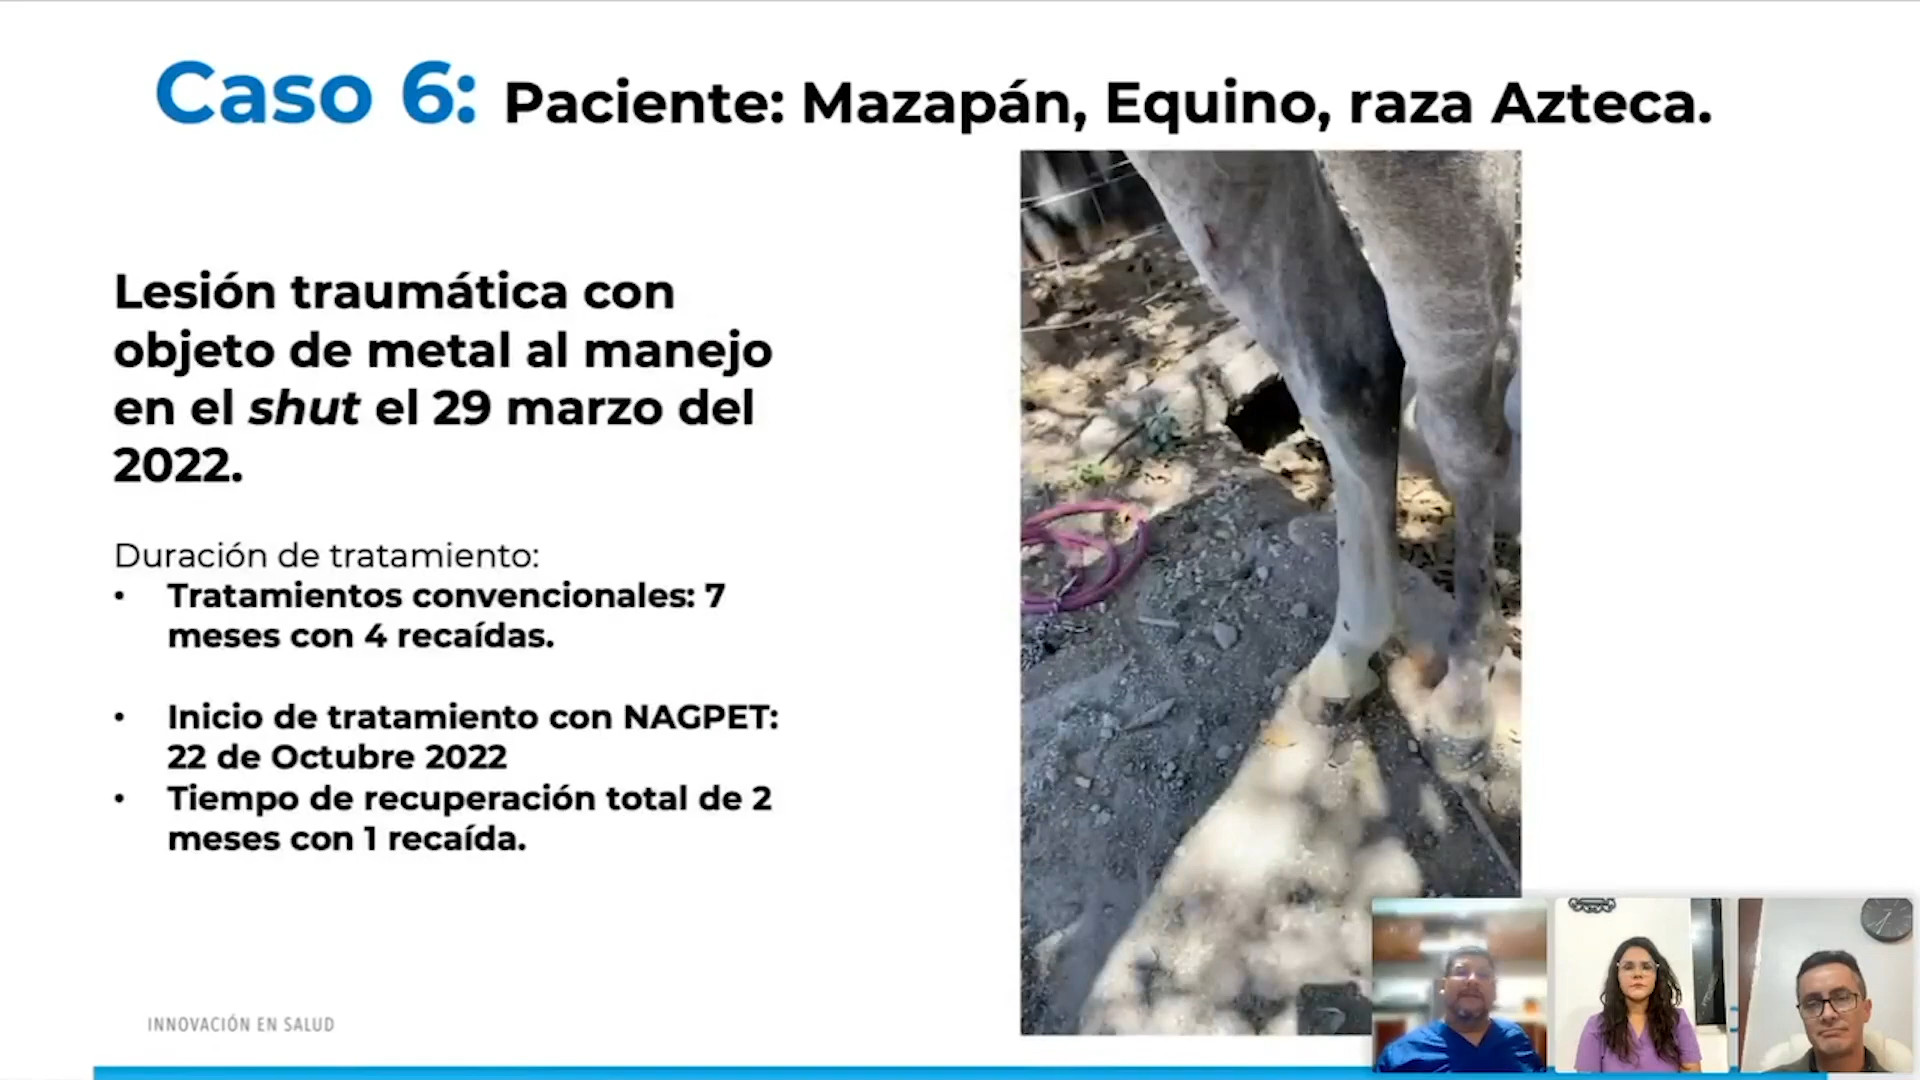 Caso 6: Paciente: Mazapán, Equino, raza Azteca.
Lesión traumática con
objeto de metal al manejo
en el shut el 29 marzo del
2022.
Duración de tratamiento:
• Tratamientos convencionales: 7
meses con 4 recaídas.
• Inicio de tratamiento con NAGPET:
22 de Octubre 2022
• Tiempo de recuperación total de 2
meses con 1 recaída.
INNOVACIÓN EN SALUD